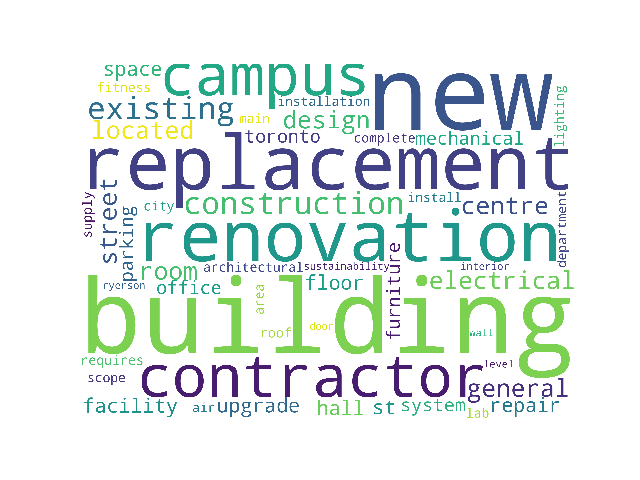 space campus new
fitness
existing installation
located main design lighting
toronto complete mechanical
replacement
supply street parking city construction install centre department
renovation
room architectural sustainability interior
ryerson office area floor furniture electrical
building
roof door wall
requires contractor level
scope general
facility air upgrade hall st system lab repair